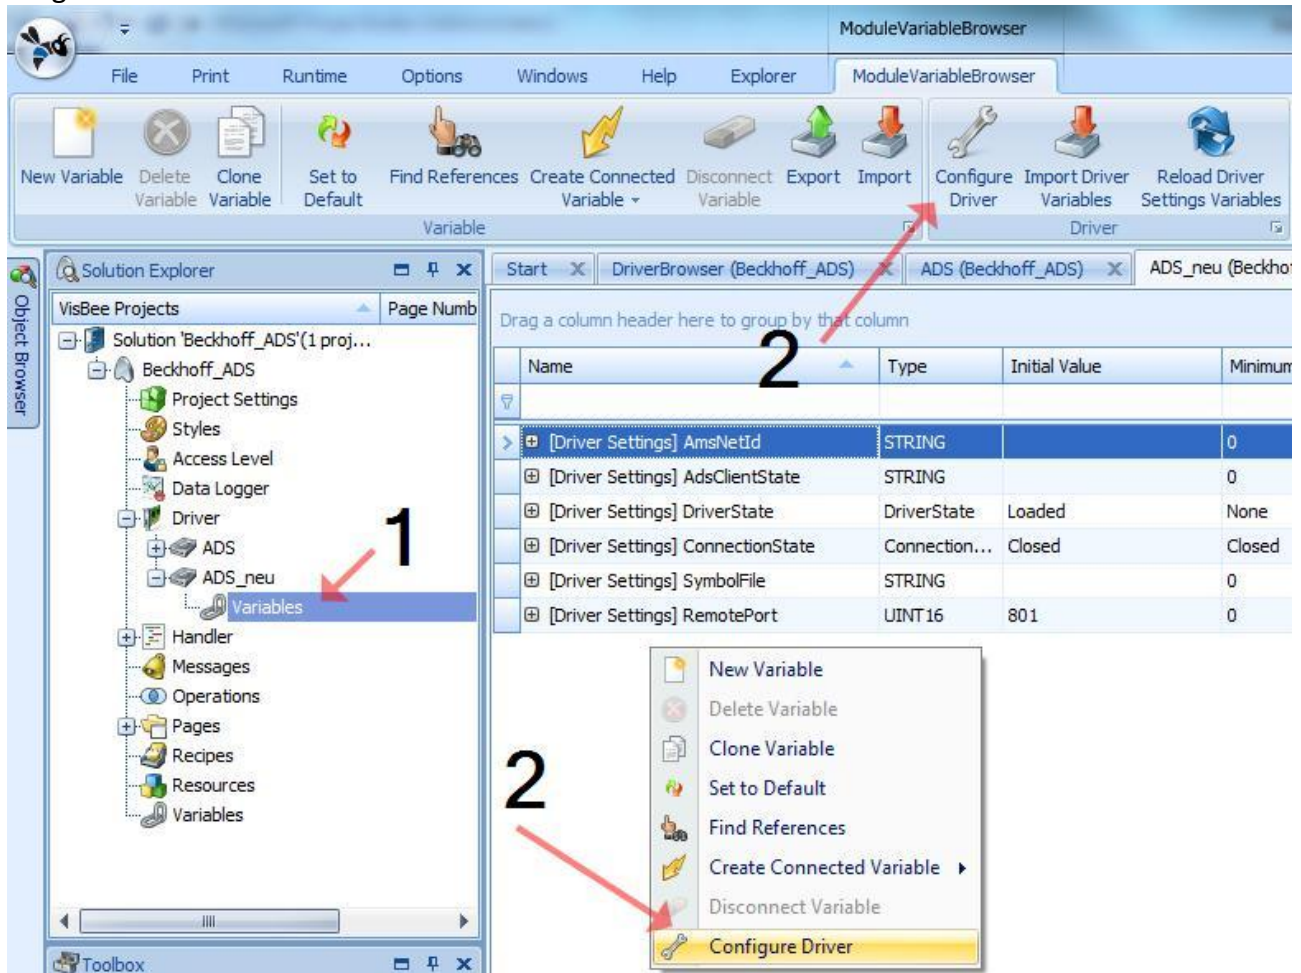 ModuleVariableBrowser
File Print Runtime Options Windows Help Explorer ModuleVariableBrowser
New Variable Delete Variable Clone Variable Set to Default Find References Create Connected Variable Disconnect Variable Export Import Configure Driver Import Driver Variables Reload Driver Settings Variables
Variable Driver
2
Object Browser
Solution Explorer
Start DriverBrowser (Beckhoff_ADS) ADS (Beckhoff_ADS) ADS_neu (Beckhof
VisBee Projects Page Numb
Drag a column header here to group by that column
2
Solution 'Beckhoff_ADS'(1 proj...
Beckhoff_ADS
Project Settings
Styles
Access Level
Data Logger
Driver
ADS
ADS_neu
Variables
Handler
Messages
Operations
Pages
Recipes
Resources
Variables
1
Name Type Initial Value Minimum
[Driver Settings] AmsNetId STRING 0
[Driver Settings] AdsClientState STRING 0
[Driver Settings] DriverState DriverState Loaded None
[Driver Settings] ConnectionState Connection... Closed Closed
[Driver Settings] SymbolFile STRING 0
[Driver Settings] RemotePort UINT16 801 0
New Variable
Delete Variable
Clone Variable
Set to Default
Find References
Create Connected Variable
Disconnect Variable
Configure Driver
2
Toolbox